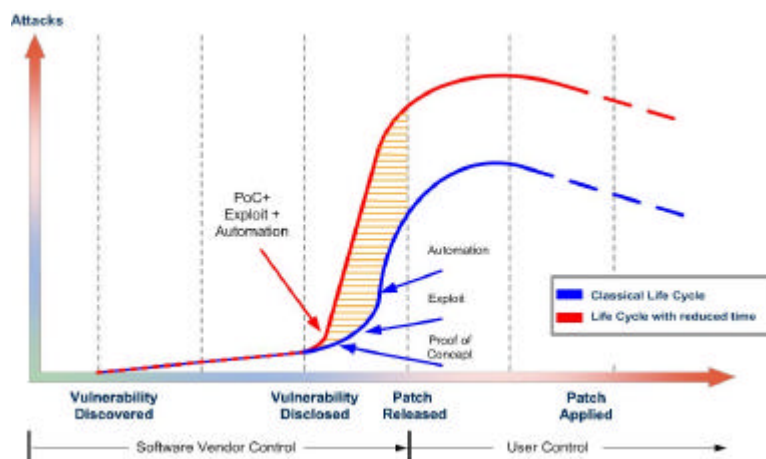 Attacks
PoC+
Exploit +
Automation
Automation
Exploit
Proof of
Concept
Classical Life Cycle
Life Cycle with reduced time
Vulnerability
Discovered
Vulnerability
Disclosed
Patch
Released
Patch
Applied
Software Vendor Control
User Control